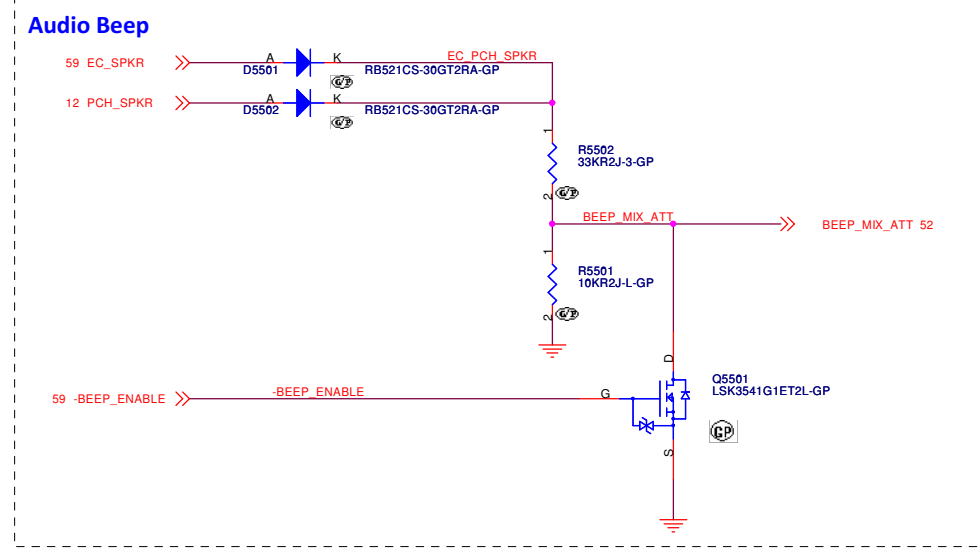 Audio Beep
59 EC_SPKR
A
D5501
K
RB521CS-30GT2RA-GP
EC_PCH_SPKR
G/P
12 PCH_SPKR
A
D5502
K
RB521CS-30GT2RA-GP
G/P
1
R5502
33KR2J-3-GP
2
G/P
BEEP_MIX_ATT
BEEP_MIX_ATT 52
1
R5501
10KR2J-L-GP
2
G/P
D
Q5501
LSK3541G1ET2L-GP
59 -BEEP_ENABLE
-BEEP_ENABLE
G
GP
S